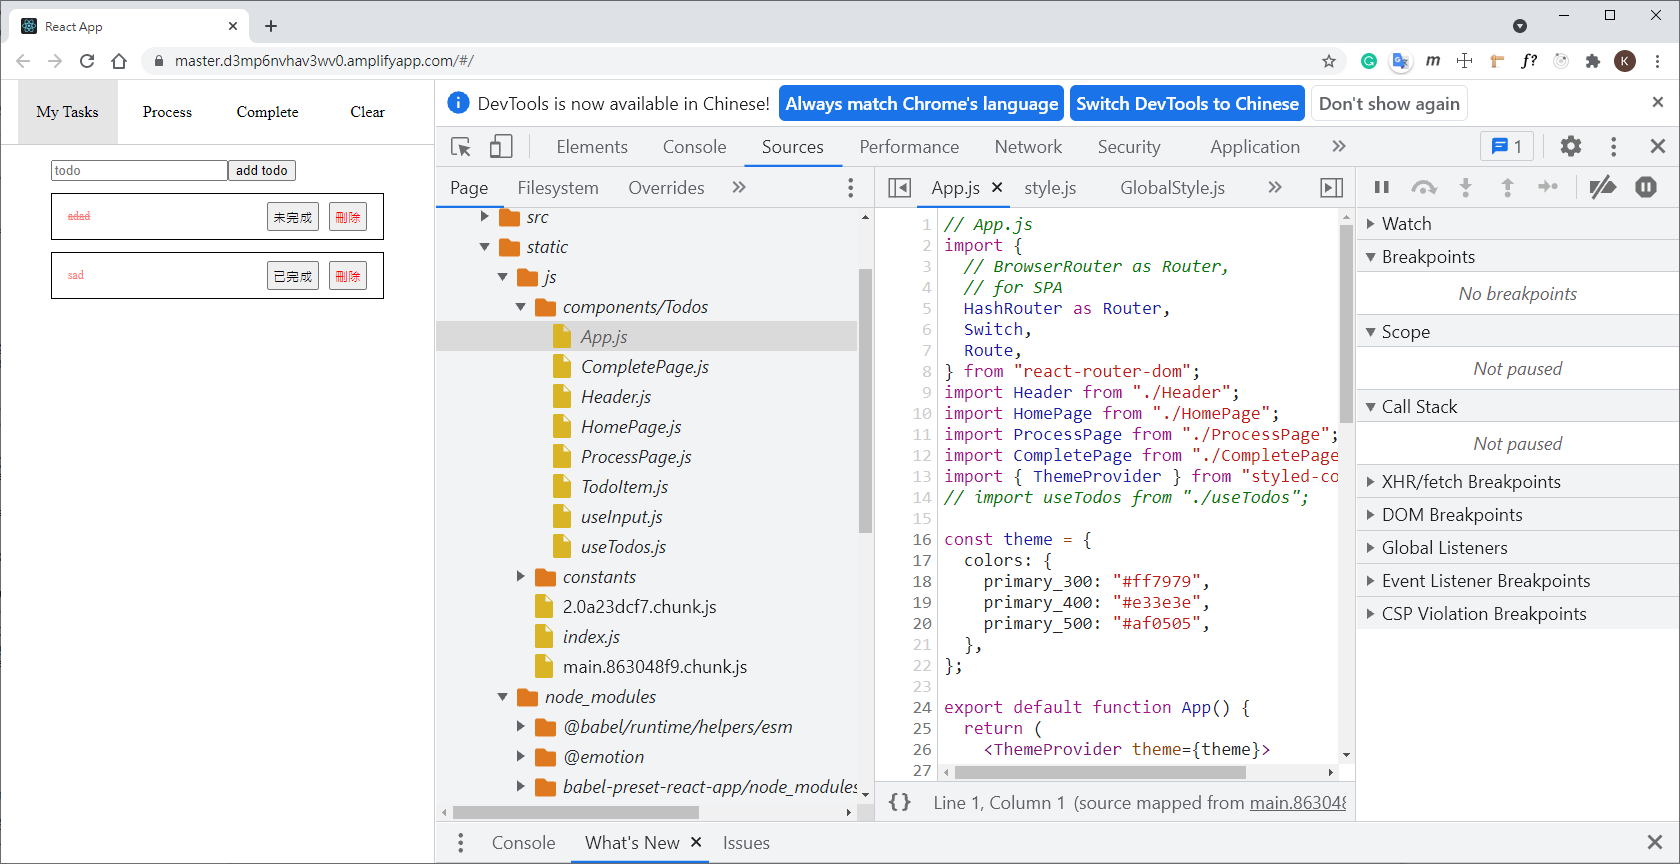 React App
master.d3mp6nvhav3wv0.amplifyapp.com/#/
m
f?
K
My Tasks
Process
Complete
Clear
todo
add todo
adad
未完成
刪除
sad
已完成
刪除
DevTools is now available in Chinese!
Always match Chrome's language
Switch DevTools to Chinese
Don't show again
Elements
Console
Sources
Performance
Network
Security
Application
1
Page
Filesystem
Overrides
src
static
js
components/Todos
App.js
CompletePage.js
Header.js
HomePage.js
ProcessPage.js
TodoItem.js
useInput.js
useTodos.js
constants
2.0a23dcf7.chunk.js
index.js
main.863048f9.chunk.js
node_modules
@babel/runtime/helpers/esm
@emotion
babel-preset-react-app/node_modules
App.js
style.js
GlobalStyle.js
1 // App.js
2 import {
3 // BrowserRouter as Router,
4 // for SPA
5 HashRouter as Router,
6 Switch,
7 Route,
8 } from "react-router-dom";
9 import Header from "./Header";
10 import HomePage from "./HomePage";
11 import ProcessPage from "./ProcessPage";
12 import CompletePage from "./CompletePage
13 import { ThemeProvider } from "styled-co
14 // import useTodos from "./useTodos";
15
16 const theme = {
17 colors: {
18 primary_300: "#ff7979",
19 primary_400: "#e33e3e",
20 primary_500: "#af0505",
21 },
22 };
23
24 export default function App() {
25 return (
26 <ThemeProvider theme={theme}>
27
{} Line 1, Column 1 (source mapped from main.86304
Watch
Breakpoints
No breakpoints
Scope
Not paused
Call Stack
Not paused
XHR/fetch Breakpoints
DOM Breakpoints
Global Listeners
Event Listener Breakpoints
CSP Violation Breakpoints
Console
What's New
Issues